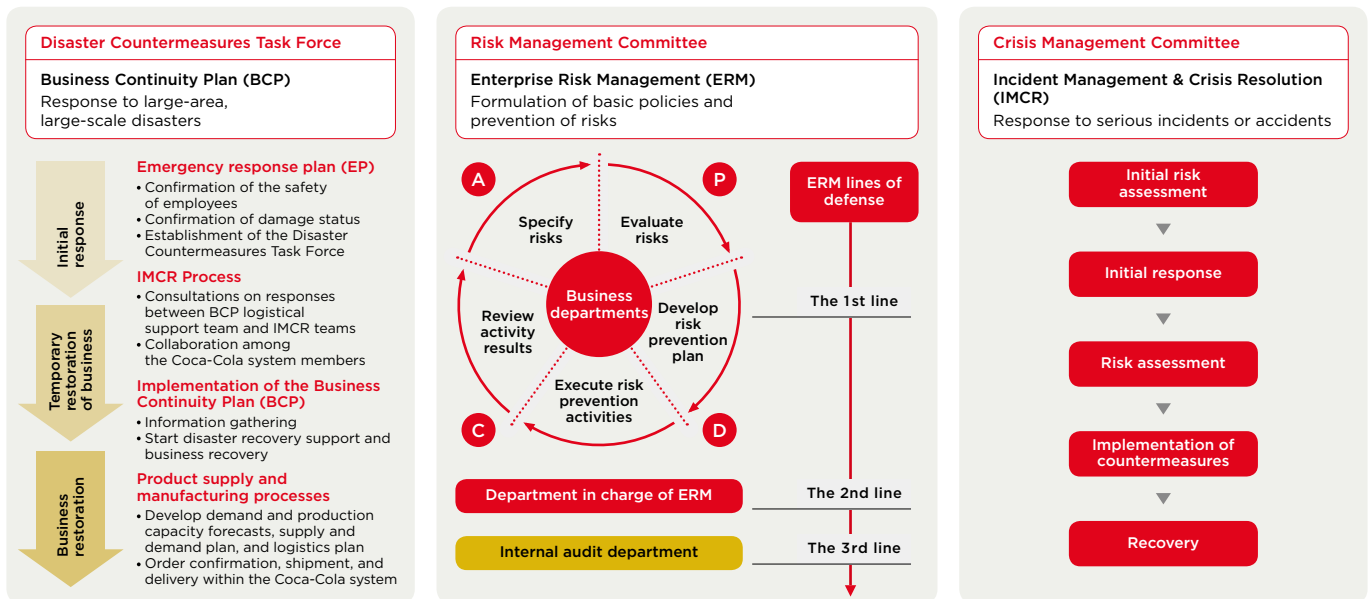 Disaster Countermeasures Task Force
Business Continuity Plan (BCP)
Response to large-area,
large-scale disasters
Initial
response
Emergency response plan (EP)
• Confirmation of the safety
of employees
• Confirmation of damage status
• Establishment of the Disaster
Countermeasures Task Force
IMCR Process
• Consultations on responses
between BCP logistical
support team and IMCR teams
• Collaboration among
the Coca-Cola system members
Temporary
restoration
of business
Implementation of the Business
Continuity Plan (BCP)
• Information gathering
• Start disaster recovery support and
business recovery
Business
restoration
Product supply and
manufacturing processes
• Develop demand and production
capacity forecasts, supply and
demand plan, and logistics plan
• Order confirmation, shipment, and
delivery within the Coca-Cola system
Risk Management Committee
Enterprise Risk Management (ERM)
Formulation of basic policies and
prevention of risks
A
P
Specify
risks
Evaluate
risks
Business
departments
Review
activity
results
Develop
risk
prevention
plan
Execute risk
prevention
activities
C
D
ERM lines of
defense
The 1st line
Department in charge of ERM
The 2nd line
Internal audit department
The 3rd line
Crisis Management Committee
Incident Management & Crisis Resolution
(IMCR)
Response to serious incidents or accidents
Initial risk
assessment
Initial response
Risk assessment
Implementation of
countermeasures
Recovery